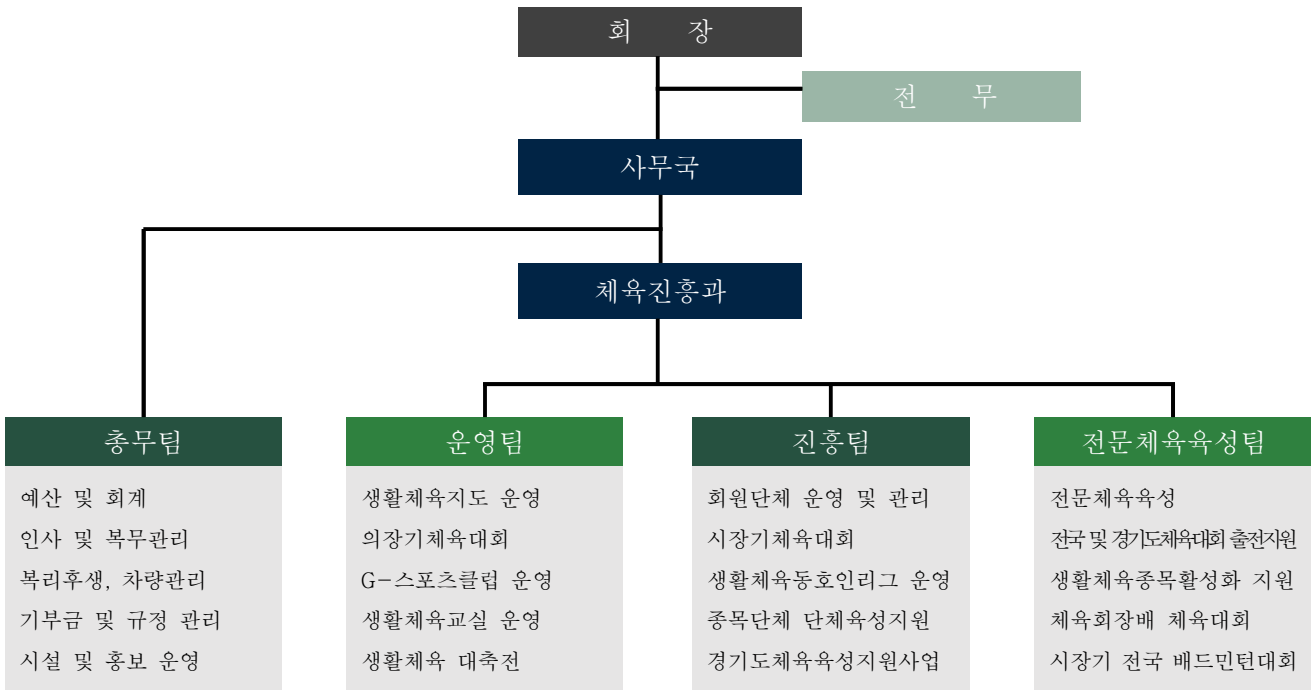 회 장
전 무
사무국
체육진흥과
총무팀
예산 및 회계
인사 및 복무관리
복리후생, 차량관리
기부금 및 규정 관리
시설 및 홍보 운영
운영팀
생활체육지도 운영
의장기체육대회
G-스포츠클럽 운영
생활체육교실 운영
생활체육 대축전
진흥팀
회원단체 운영 및 관리
시장기체육대회
생활체육동호인리그 운영
종목단체 단체육성지원
경기도체육육성지원사업
전문체육육성팀
전문체육육성
전국 및 경기도체육대회 출전지원
생활체육종목활성화 지원
체육회장배 체육대회
시장기 전국 배드민턴대회